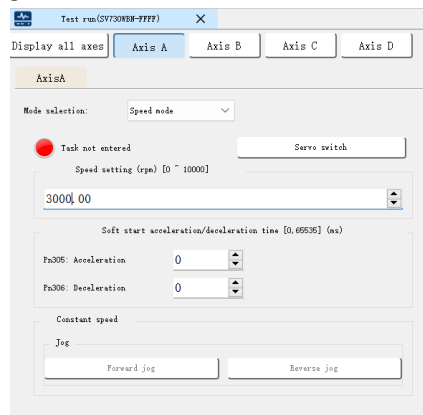 Test run(SV730WBN-FFFF)
Display all axes Axis A Axis B Axis C Axis D
AxisA
Mode selection: Speed mode
Task not entered Servo switch
Speed setting (rpm) [0 ~ 10000]
3000.00
Soft start acceleration/deceleration time [0,65535] (ms)
Pn305: Acceleration 0
Pn306: Deceleration 0
Constant speed
Jog
Forward jog Reverse jog